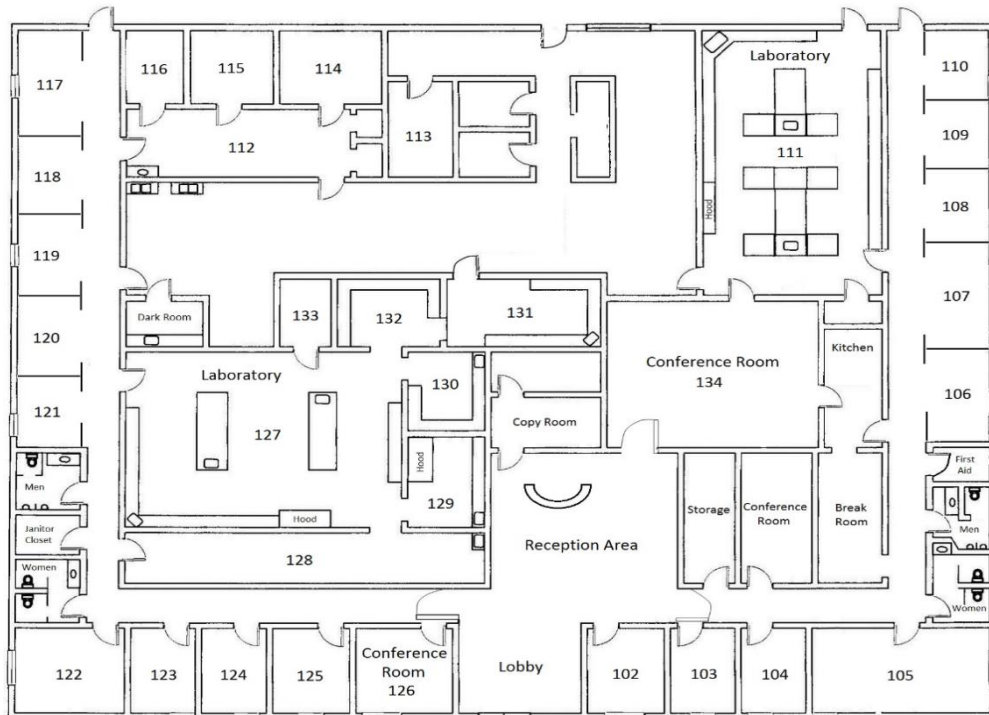 117
116
115
114
113
112
Laboratory
111
Hood
110
109
108
107
106
118
119
120
121
Dark Room
133
132
131
Laboratory
127
130
Hood
129
Hood
128
Copy Room
Conference Room
134
Kitchen
First
Aid
Men
Women
Men
Janitor
Closet
Women
Reception Area
Storage
Conference
Room
Break
Room
122
123
124
125
Conference
Room
126
Lobby
102
103
104
105